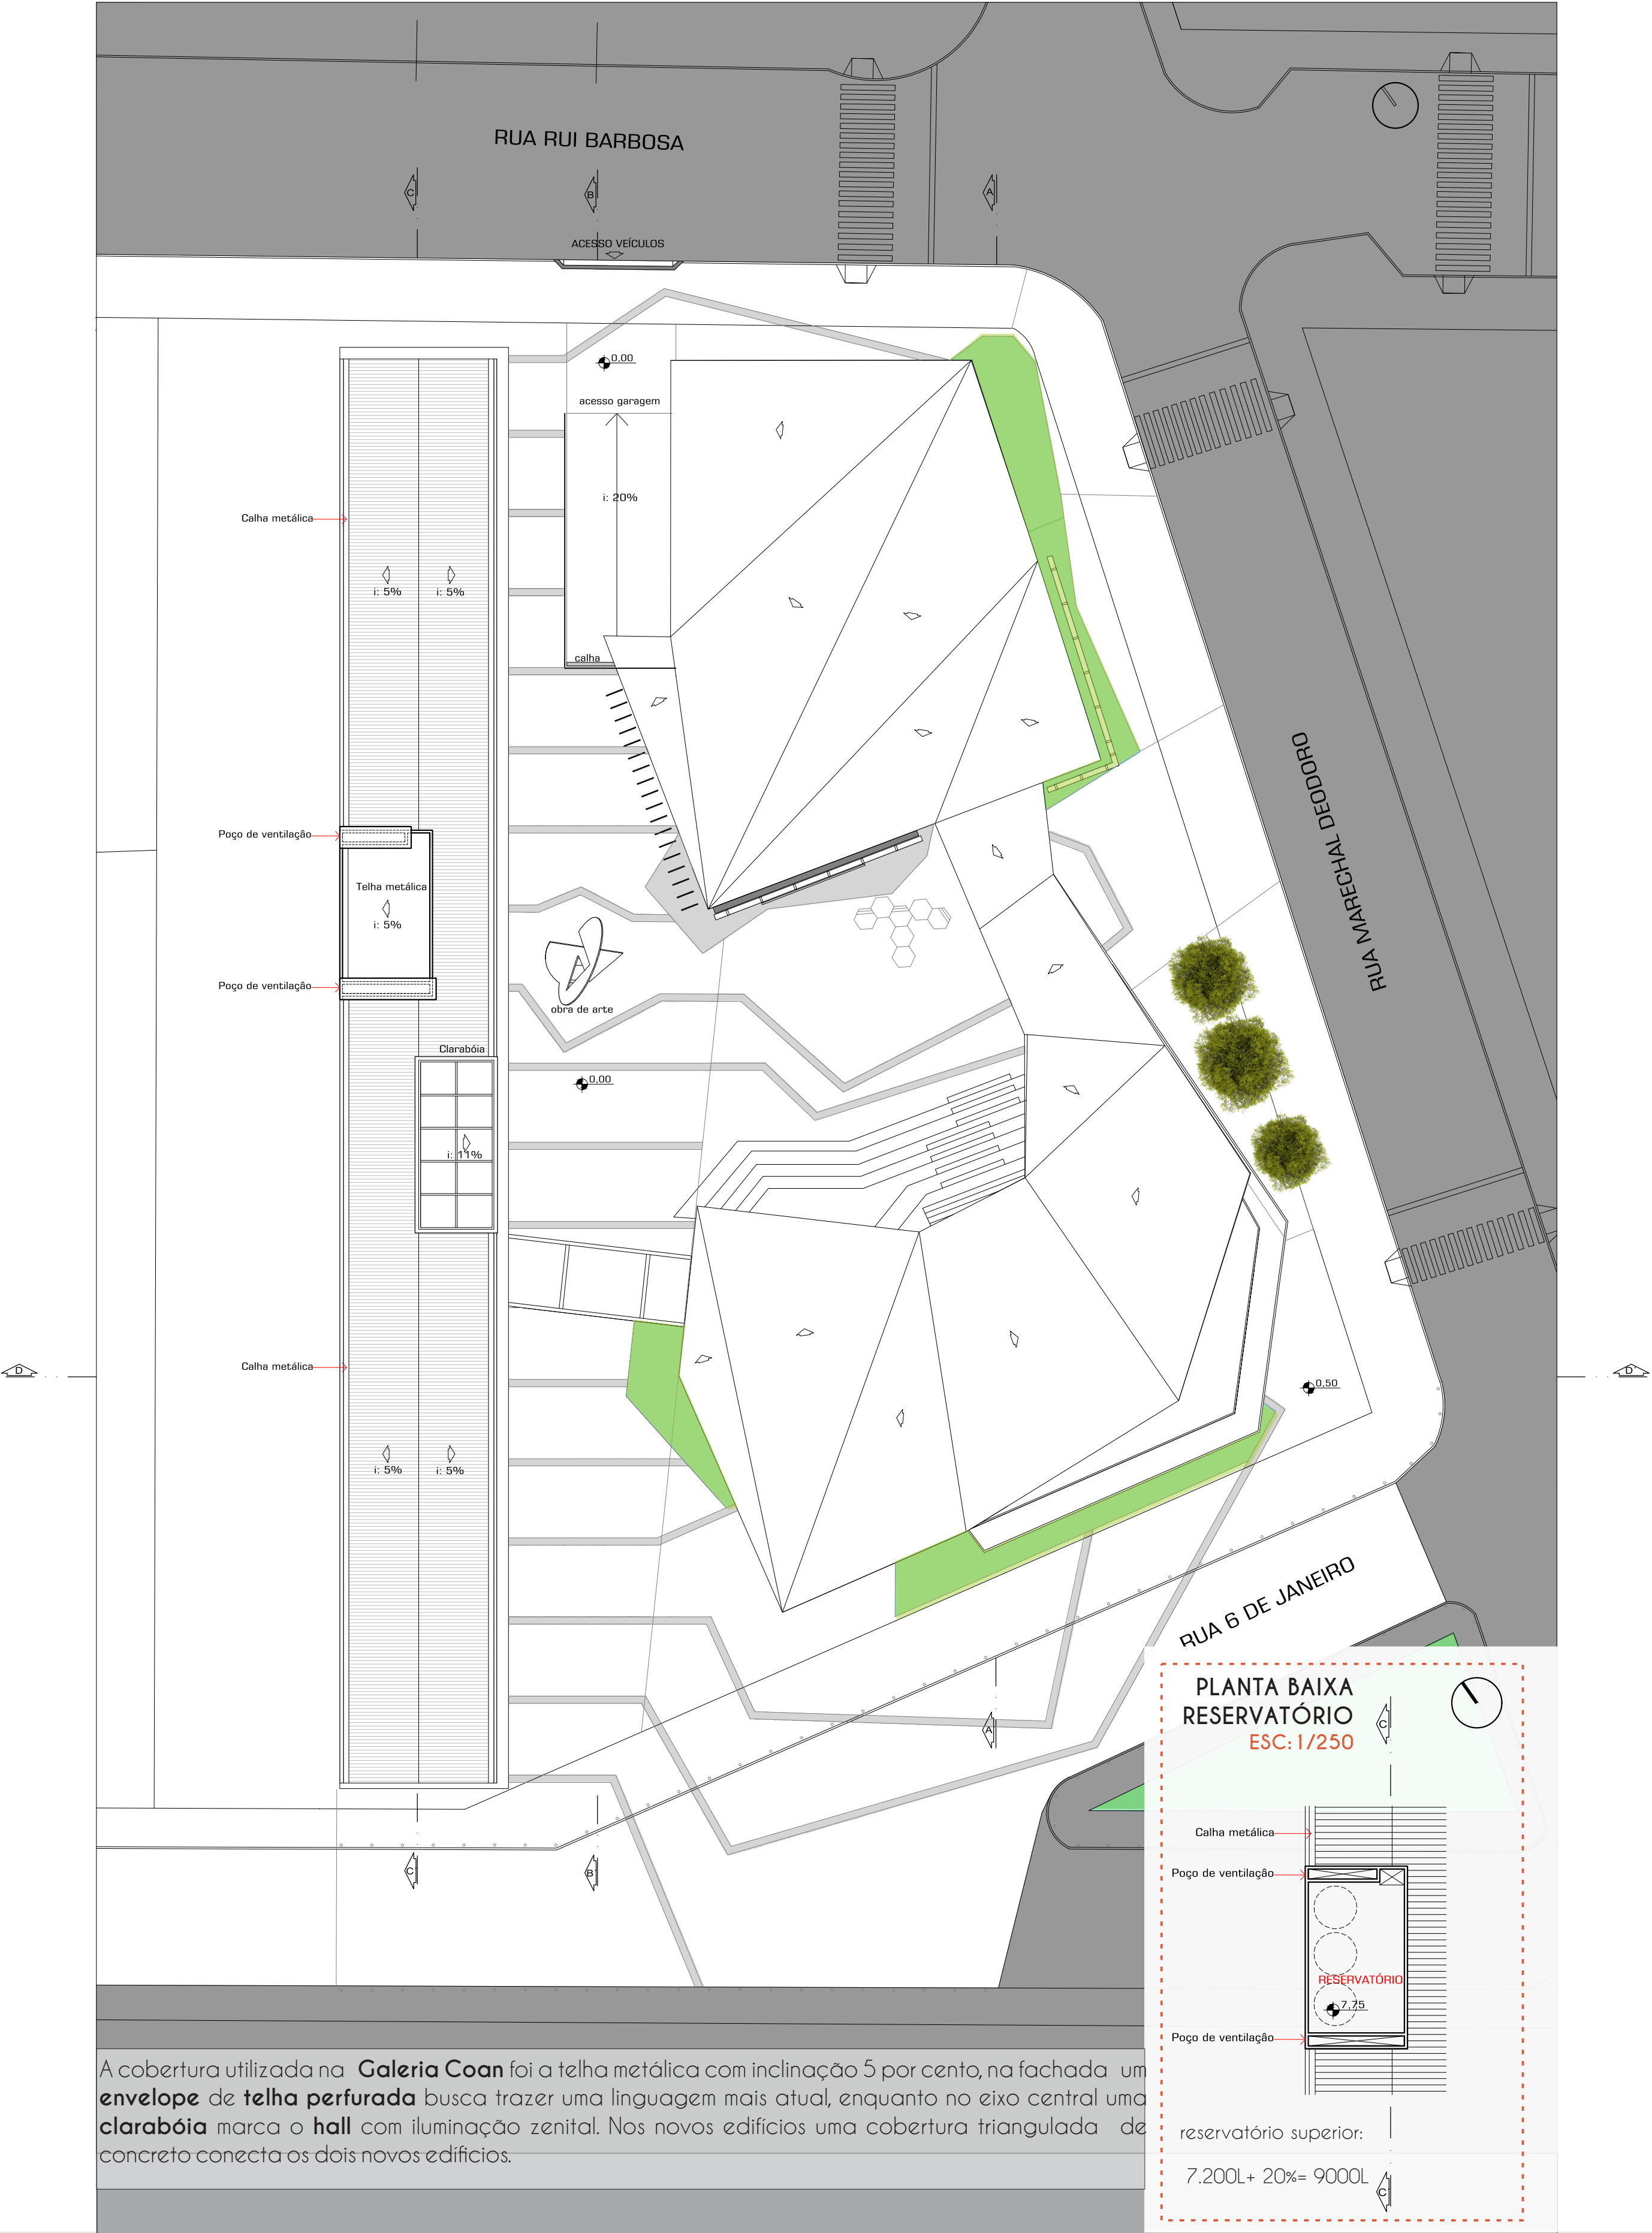 RUA RUI BARBOSA
C
B
A
ACESSO VEÍCULOS
0,00
acesso garagem
i: 20%
Calha metálica
i: 5%
i: 5%
calha
RUA MARECHAL DEODORO
Poço de ventilação
Telha metálica
i: 5%
Poço de ventilação
obra de arte
Clarabóia
0,00
i: 11%
Calha metálica
D
D'
0,50
i: 5%
i: 5%
RUA 6 DE JANEIRO
A'
C'
B'
PLANTA BAIXA
RESERVATÓRIO
ESC:1/250
C
Calha metálica
Poço de ventilação
RESERVATÓRIO
7,75
Poço de ventilação
reservatório superior:
7.200L+ 20%= 9000L
C'
A cobertura utilizada na Galeria Coan foi a telha metálica com inclinação 5 por cento, na fachada um
envelope de telha perfurada busca trazer uma linguagem mais atual, enquanto no eixo central uma
clarabóia marca o hall com iluminação zenital. Nos novos edifícios uma cobertura triangulada de
concreto conecta os dois novos edíficios.